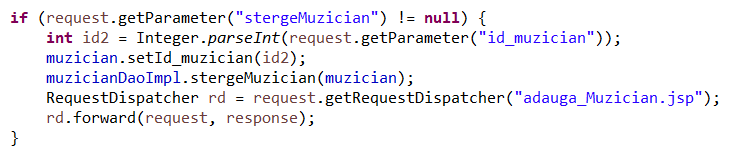 if (request.getParameter("stergeMuzician") != null) {
    int id2 = Integer.parseInt(request.getParameter("id_muzician"));
    muzician.setId_muzician(id2);
    muzicianDaoImpl.stergeMuzician(muzician);
    RequestDispatcher rd = request.getRequestDispatcher("adauga_Muzician.jsp");
    rd.forward(request, response);
}